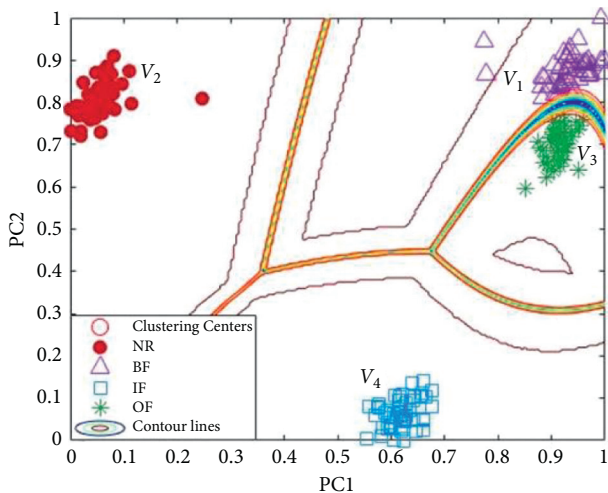 1
0.9
0.8
0.7
0.6
0.5
0.4
0.3
0.2
0.1
0
PC2
V2
V1
V3
V4
Clustering Centers
NR
BF
IF
OF
Contour lines
0 0.1 0.2 0.3 0.4 0.5 0.6 0.7 0.8 0.9 1
PC1